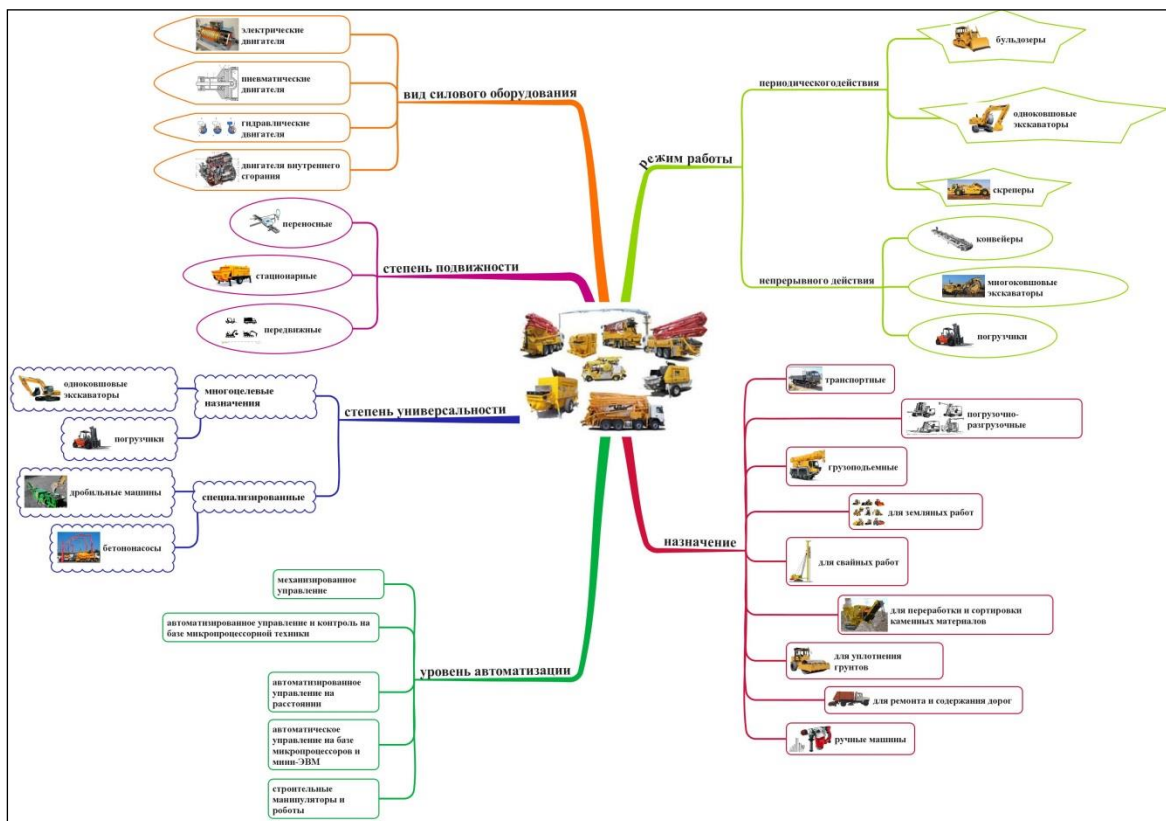 электрические
двигателя
пневматические
двигателя
гидравлические
двигателя
двигателя внутреннего
сгорания
вид силового оборудования
переносные
стационарные
передвижные
степень подвижности
одноковшовые
экскаваторы
погрузчики
многоцелевые
назначения
дробильные машины
бетононасосы
специализированные
степень универсальности
механизированное
управление
автоматизированное управление и контроль на
базе микропроцессорной техники
автоматизированное
управление на
расстоянии
автоматическое
управление на базе
микропроцессоров и
мини-ЭВМ
строительные
манипуляторы и
роботы
уровень автоматизации
режим работы
периодическогодействия
бульдозеры
одноковшовые
экскаваторы
скреперы
непрерывного действия
конвейеры
многоковшовые
экскаваторы
погрузчики
назначение
транспортные
погрузочно-
разгрузочные
грузоподъемные
для земляных работ
для свайных работ
для переработки и сортировки
каменных материалов
для уплотнения
грунтов
для ремонта и содержания дорог
ручные машины